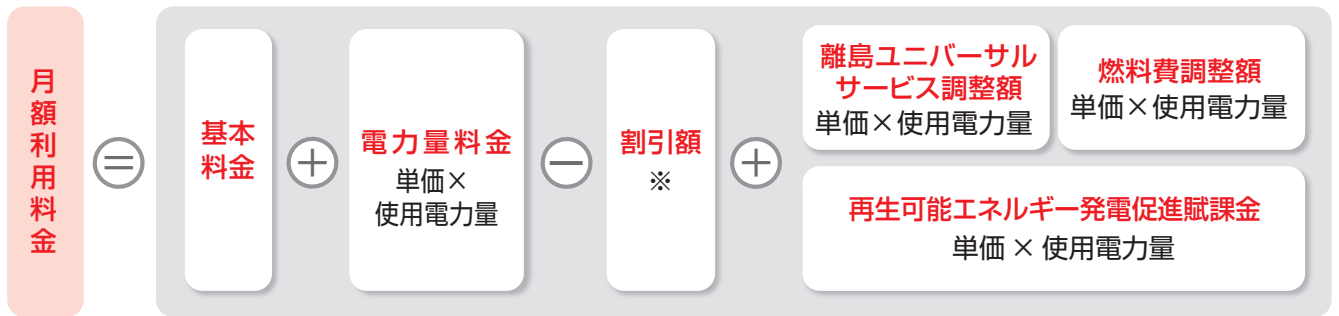 月額利用料金
＝
基本
料金
＋
電力量料金
単価×
使用電力量
－
割引額
※
＋
離島ユニバーサル
サービス調整額
単価×使用電力量
燃料費調整額
単価×使用電力量
再生可能エネルギー発電促進賦課金
単価 × 使用電力量